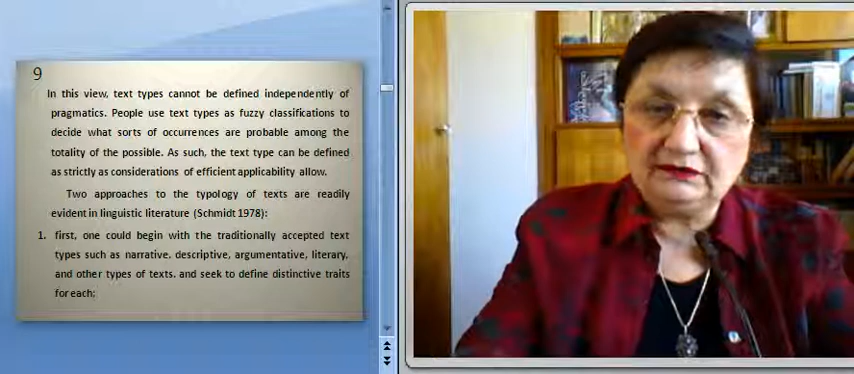 9
In this view, text types cannot be defined independently of
pragmatics. People use text types as fuzzy classifications to
decide what sorts of occurrences are probable among the
totality of the possible. As such, the text type can be defined
as strictly as considerations of efficient applicability allow.
Two approaches to the typology of texts are readily
evident in linguistic literature (Schmidt 1978):
1. first, one could begin with the traditionally accepted text
types such as narrative, descriptive, argumentative, literary,
and other types of texts. and seek to define distinctive traits
for each;